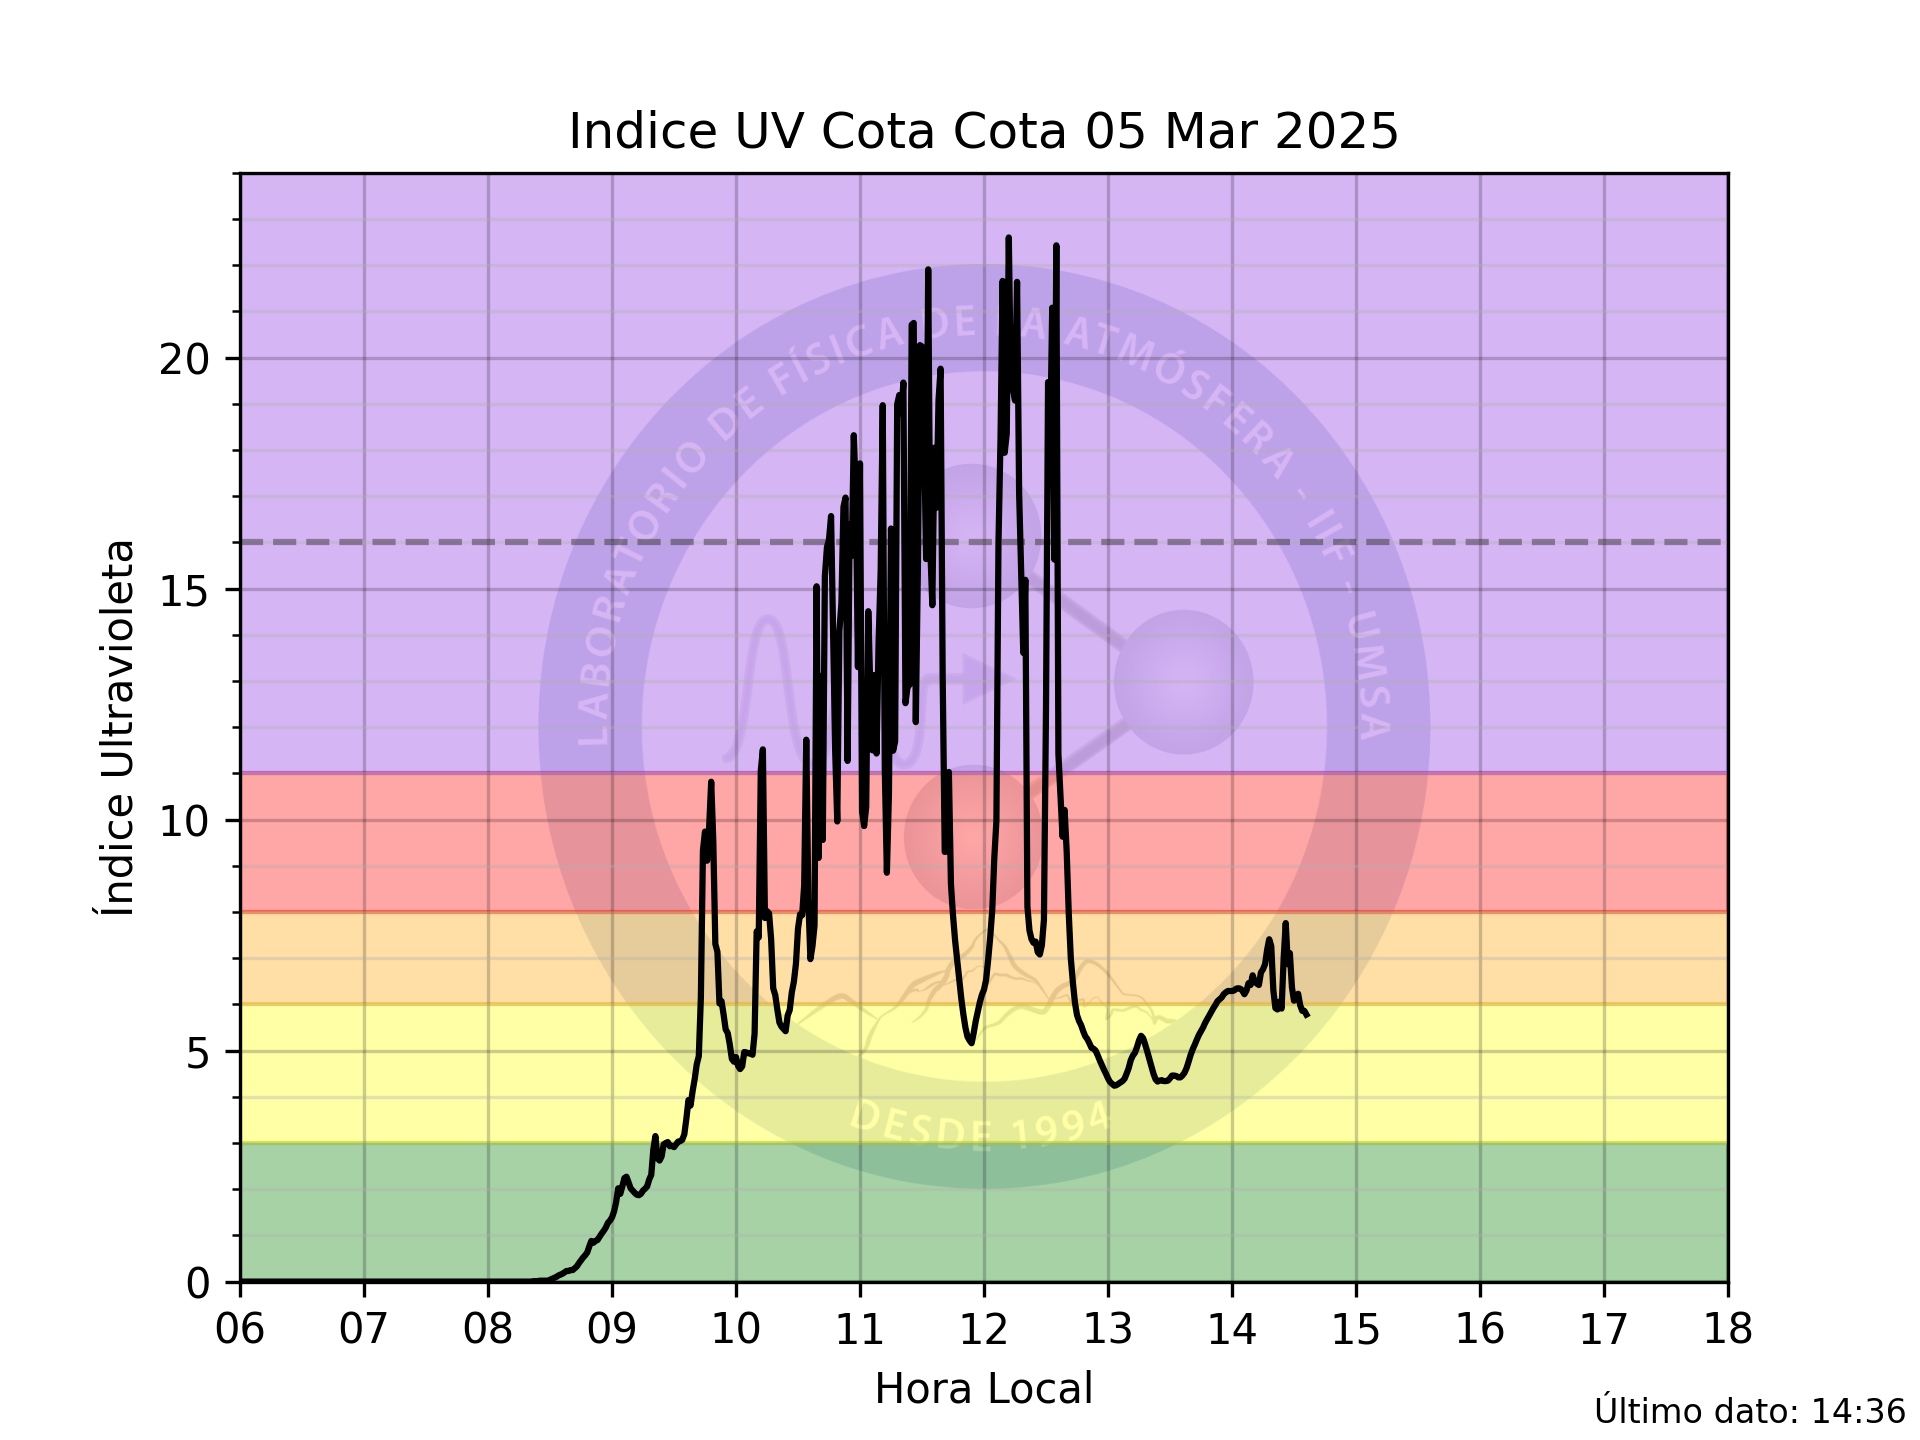 Indice UV Cota Cota 05 Mar 2025
20
15
10
5
0
Índice Ultravioleta
LABORATORIO DE FÍSICA DE LA ATMÓSFERA - IIF - UMSA
DESDE 1994
06 07 08 09 10 11 12 13 14 15 16 17 18
Hora Local
Último dato: 14:36